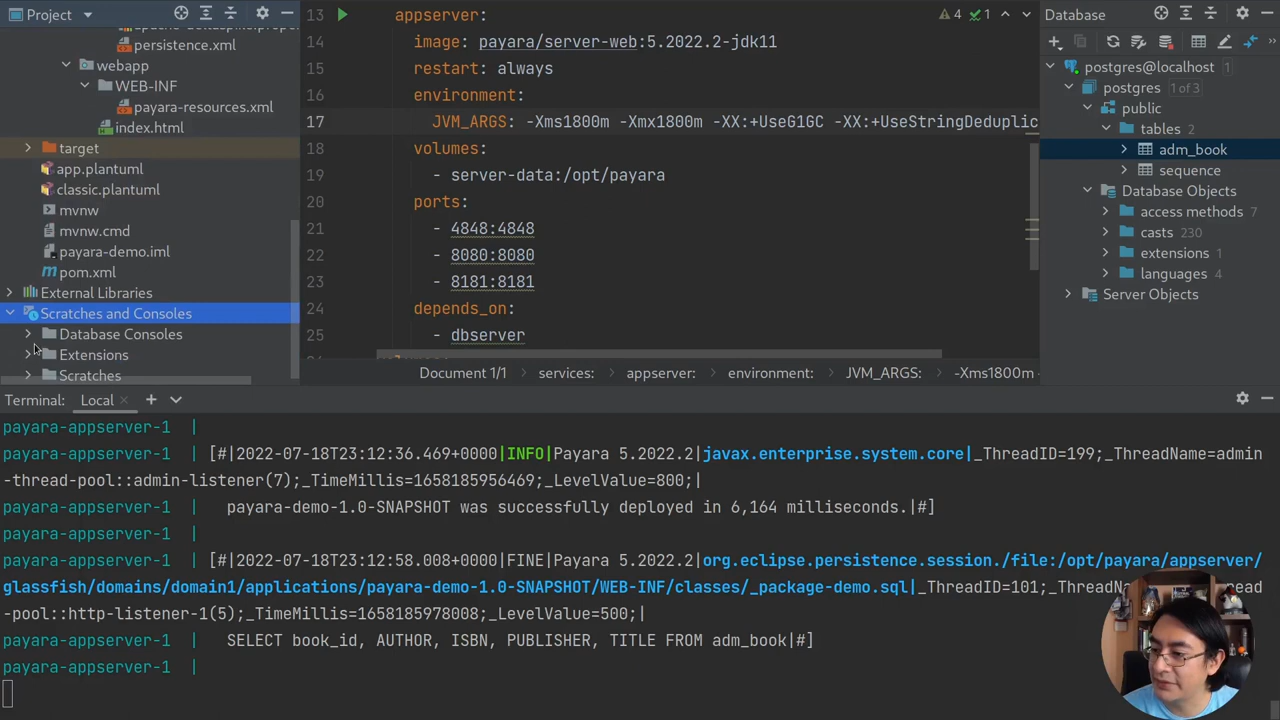 Project
persistence.xml
webapp
WEB-INF
payara-resources.xml
index.html
target
app.plantuml
classic.plantuml
mvnw
mvnw.cmd
payara-demo.iml
pom.xml
External Libraries
Scratches and Consoles
Database Consoles
Extensions
Scratches
13 appserver:
14 image: payara/server-web:5.2022.2-jdk11
15 restart: always
16 environment:
17 JVM_ARGS: -Xms1800m -Xmx1800m -XX:+UseG1GC -XX:+UseStringDeduplic
18 volumes:
19 - server-data:/opt/payara
20 ports:
21 - 4848:4848
22 - 8080:8080
23 - 8181:8181
24 depends_on:
25 - dbserver
4 1
Document 1/1 services: appserver: environment: JVM_ARGS: -Xms1800m
Database
postgres@localhost 1
postgres 1 of 3
public
tables 2
adm_book
sequence
Database Objects
access methods 7
casts 230
extensions 1
languages 4
Server Objects
Terminal: Local
payara-appserver-1 |
payara-appserver-1 | [#|2022-07-18T23:12:36.469+0000|INFO|Payara 5.2022.2|javax.enterprise.system.core|_ThreadID=199;_ThreadName=admin
-thread-pool::admin-listener(7);_TimeMillis=1658185956469;_LevelValue=800;|
payara-appserver-1 | payara-demo-1.0-SNAPSHOT was successfully deployed in 6,164 milliseconds.|#]
payara-appserver-1 |
payara-appserver-1 | [#|2022-07-18T23:12:58.008+0000|FINE|Payara 5.2022.2|org.eclipse.persistence.session./file:/opt/payara/appserver/
glassfish/domains/domain1/applications/payara-demo-1.0-SNAPSHOT/WEB-INF/classes/_package-demo.sql|_ThreadID=101;_ThreadN
-pool::http-listener-1(5);_TimeMillis=1658185978008;_LevelValue=500;|
payara-appserver-1 | SELECT book_id, AUTHOR, ISBN, PUBLISHER, TITLE FROM adm_book|#]
payara-appserver-1 |